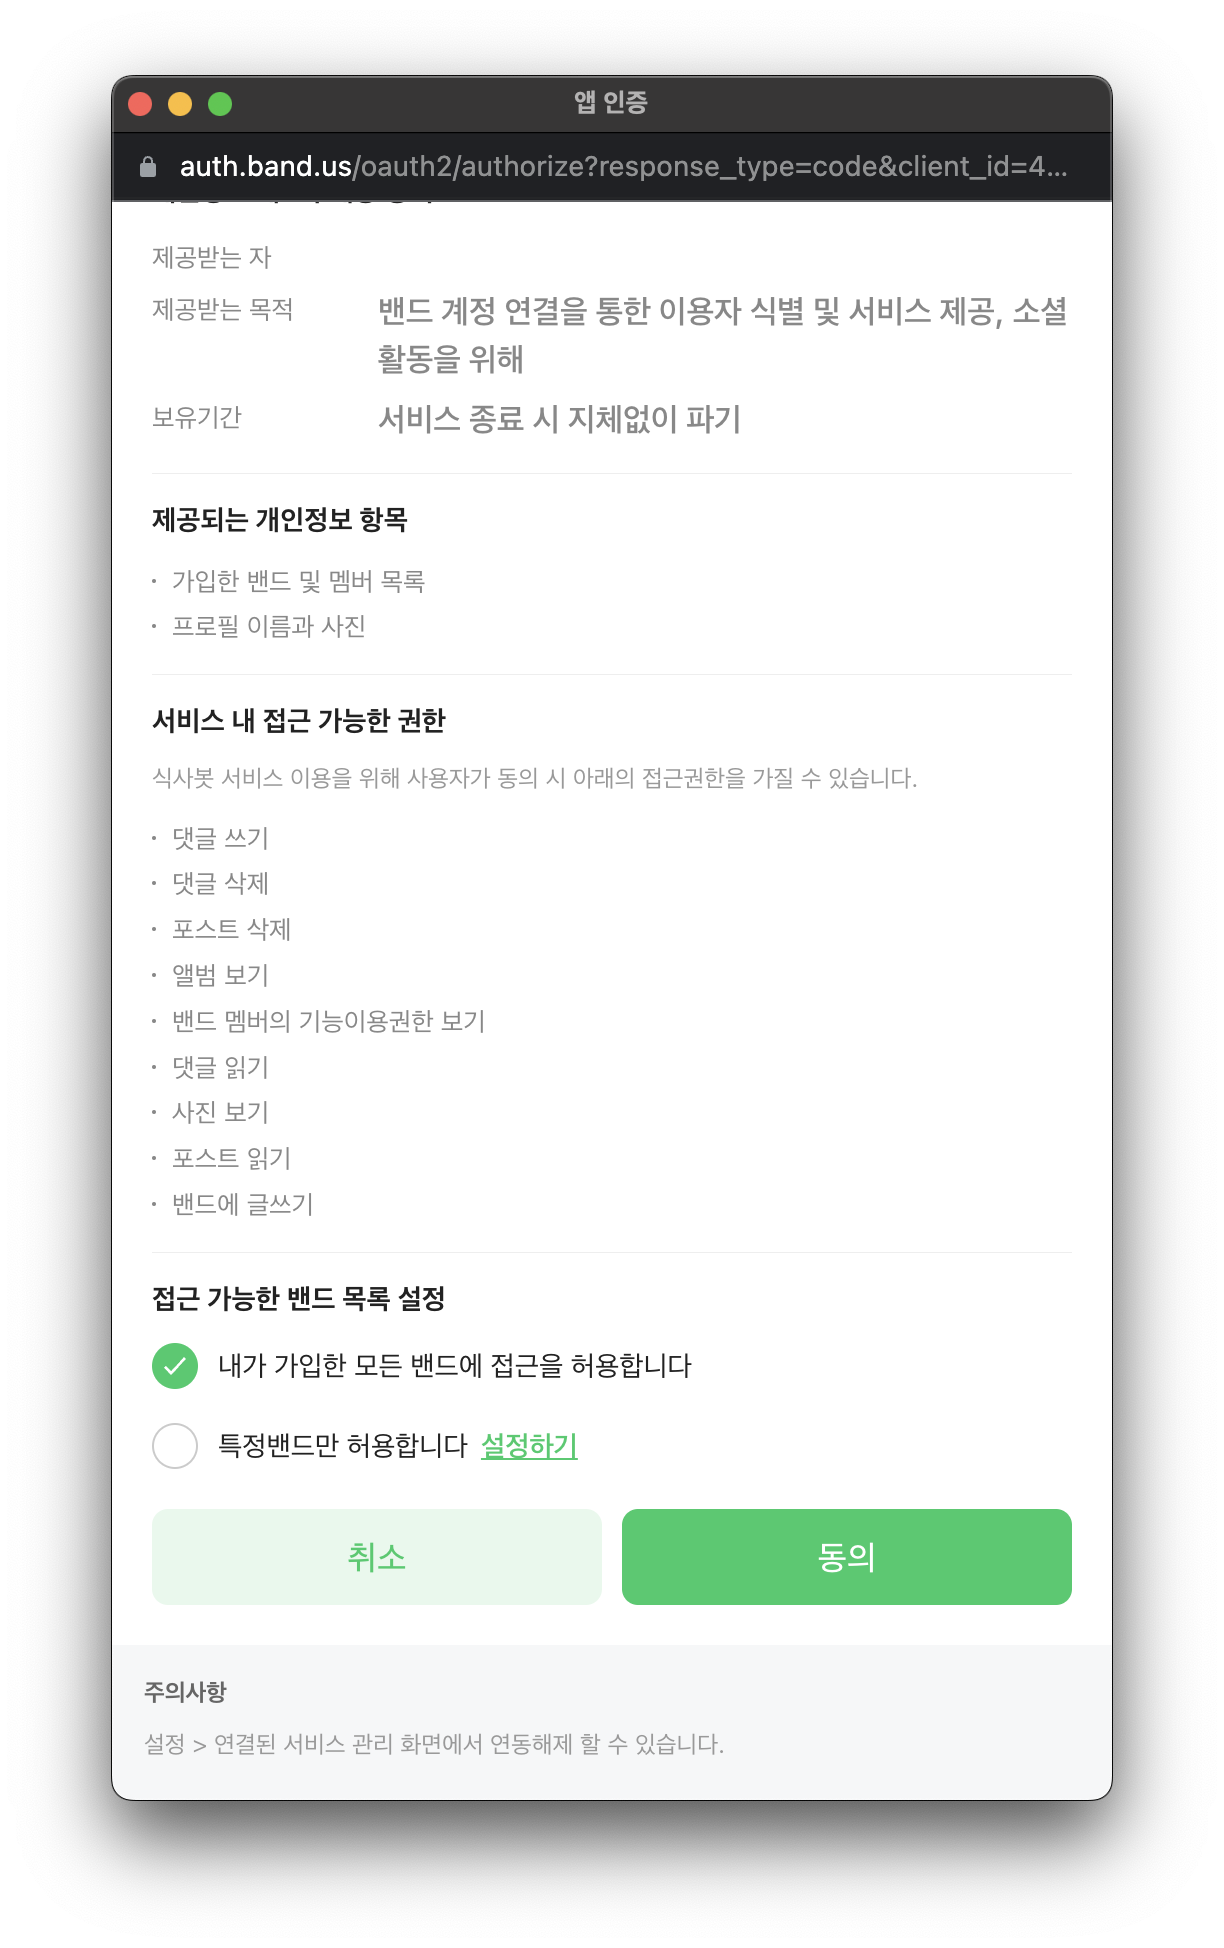 앱 인증
auth.band.us/oauth2/authorize?response_type=code&client_id=4...
제공받는 자
제공받는 목적
밴드 계정 연결을 통한 이용자 식별 및 서비스 제공, 소셜
활동을 위해
보유기간
서비스 종료 시 지체없이 파기
제공되는 개인정보 항목
· 가입한 밴드 및 멤버 목록
· 프로필 이름과 사진
서비스 내 접근 가능한 권한
식사봇 서비스 이용을 위해 사용자가 동의 시 아래의 접근권한을 가질 수 있습니다.
· 댓글 쓰기
· 댓글 삭제
· 포스트 삭제
· 앨범 보기
· 밴드 멤버의 기능이용권한 보기
· 댓글 읽기
· 사진 보기
· 포스트 읽기
· 밴드에 글쓰기
접근 가능한 밴드 목록 설정
내가 가입한 모든 밴드에 접근을 허용합니다
특정밴드만 허용합니다 설정하기
취소
동의
주의사항
설정 > 연결된 서비스 관리 화면에서 연동해제 할 수 있습니다.